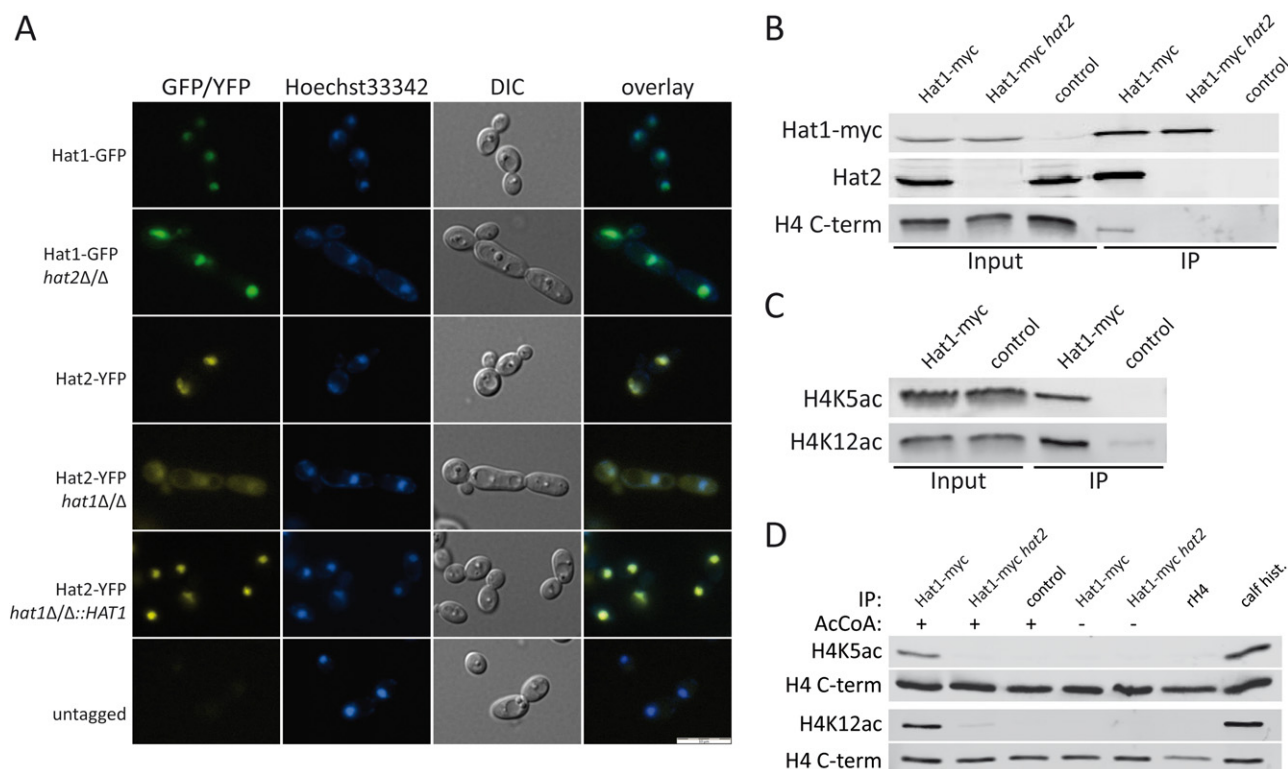 A
GFP/YFP Hoechst33342 DIC overlay
Hat1-GFP
Hat1-GFP
hat2Δ/Δ
Hat2-YFP
Hat2-YFP
hat1Δ/Δ
Hat2-YFP
hat1Δ/Δ::HAT1
untagged
B
Hat1-myc Hat1-myc hat2 control Hat1-myc Hat1-myc hat2 control
Hat1-myc
Hat2
H4 C-term
Input IP
C
Hat1-myc control Hat1-myc control
H4K5ac
H4K12ac
Input IP
D
IP: Hat1-myc Hat1-myc hat2 control Hat1-myc Hat1-myc hat2 rH4 calf hist.
AcCoA: + + + - -
H4K5ac
H4 C-term
H4K12ac
H4 C-term